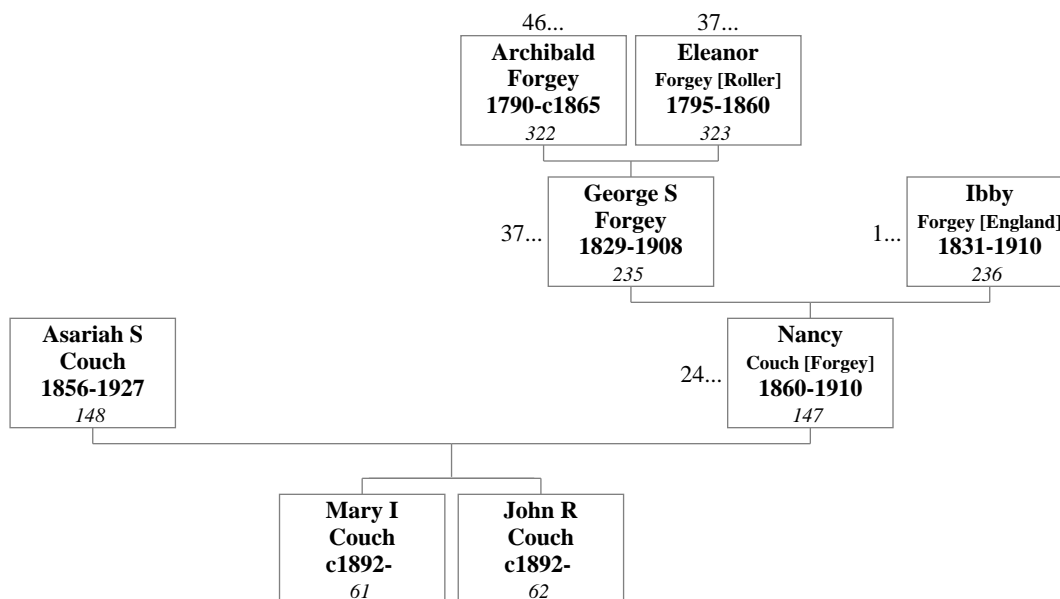 46...
37...
Archibald
Forgey
1790-c1865
322
Eleanor
Forgey [Roller]
1795-1860
323
37...
George S
Forgey
1829-1908
235
1...
Ibby
Forgey [England]
1831-1910
236
Asariah S
Couch
1856-1927
148
24...
Nancy
Couch [Forgey]
1860-1910
147
Mary I
Couch
c1892-
61
John R
Couch
c1892-
62